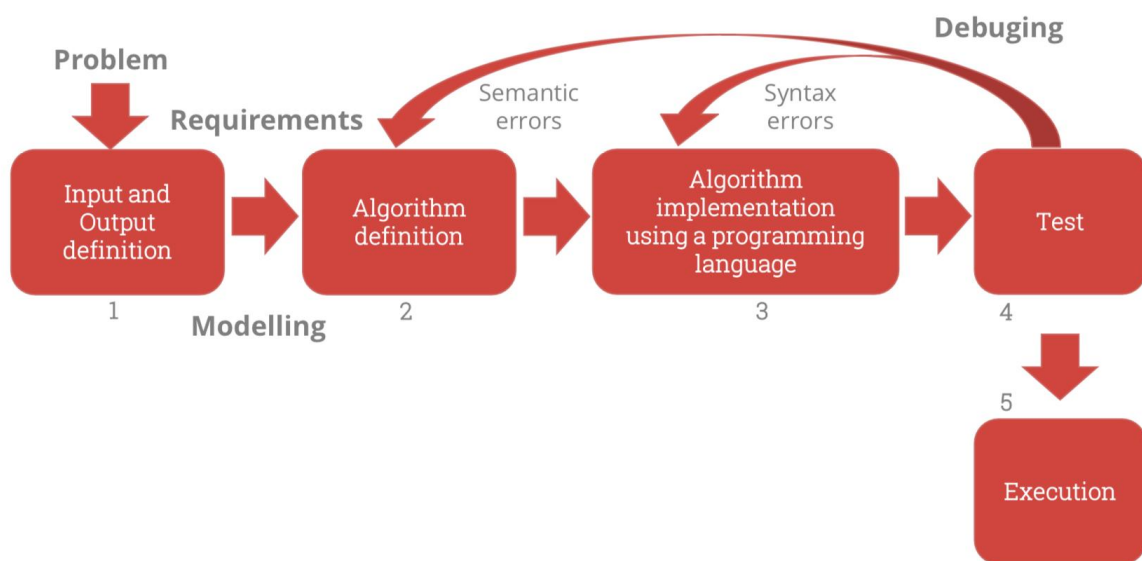 Debuging
Problem
Semantic
errors
Syntax
errors
Requirements
Input and
Output
definition
Algorithm
definition
Algorithm
implementation
using a programming
language
Test
1
2
3
4
Modelling
5
Execution